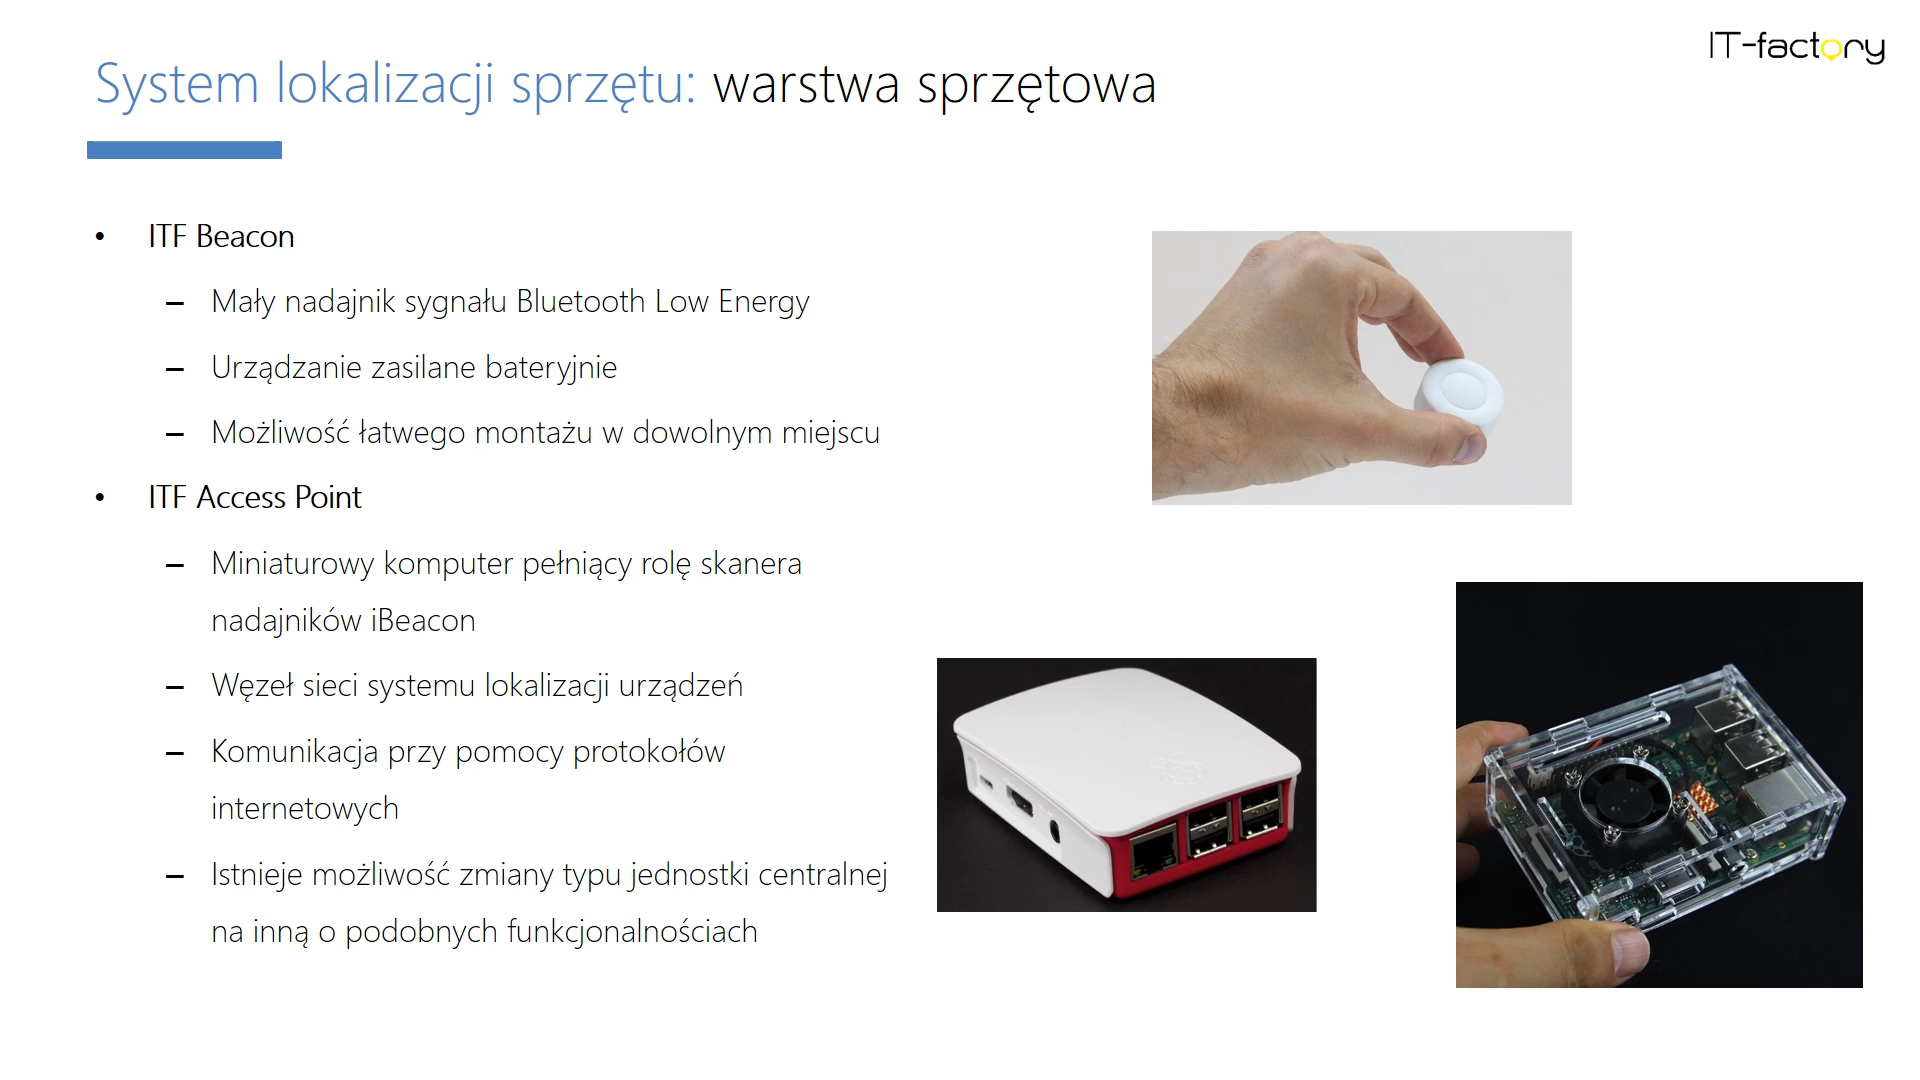 IT-factory
System lokalizacji sprzętu: warstwa sprzętowa
• ITF Beacon
– Mały nadajnik sygnału Bluetooth Low Energy
– Urządzanie zasilane bateryjnie
– Możliwość łatwego montażu w dowolnym miejscu
• ITF Access Point
– Miniaturowy komputer pełniący rolę skanera
nadajników iBeacon
– Węzeł sieci systemu lokalizacji urządzeń
– Komunikacja przy pomocy protokołów
internetowych
– Istnieje możliwość zmiany typu jednostki centralnej
na inną o podobnych funkcjonalnościach